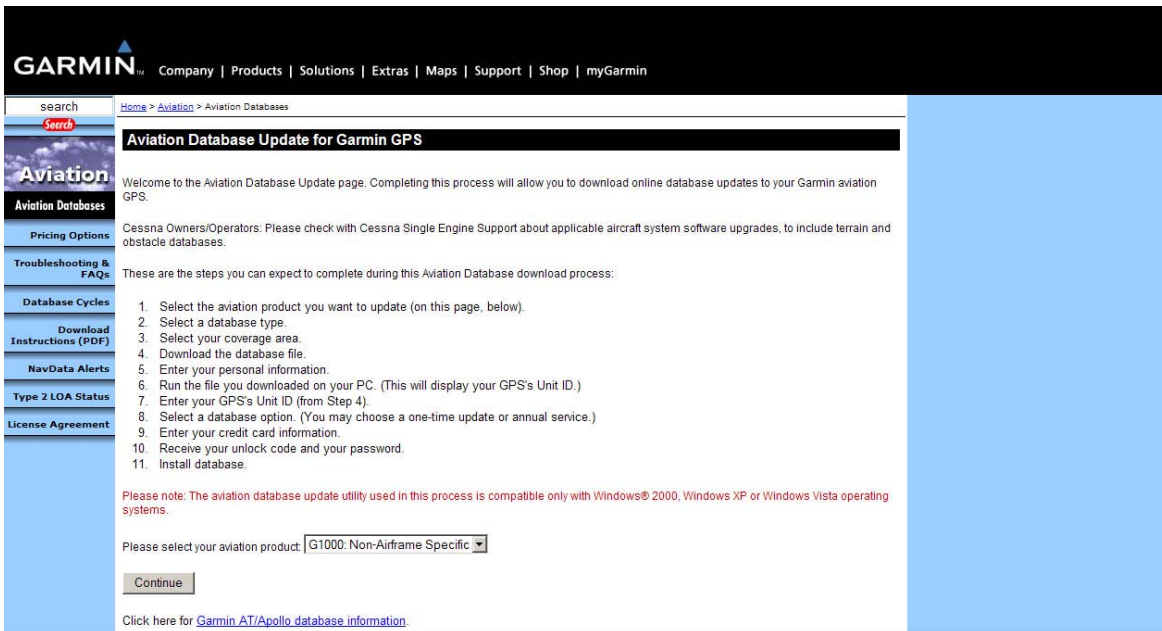 GARMIN™
Company | Products | Solutions | Extras | Maps | Support | Shop | myGarmin
search
Search
Aviation
Aviation Databases
Pricing Options
Troubleshooting &
FAQs
Database Cycles
Download
Instructions (PDF)
NavData Alerts
Type 2 LOA Status
License Agreement
Home > Aviation > Aviation Databases
Aviation Database Update for Garmin GPS
Welcome to the Aviation Database Update page. Completing this process will allow you to download online database updates to your Garmin aviation
GPS.
Cessna Owners/Operators: Please check with Cessna Single Engine Support about applicable aircraft system software upgrades, to include terrain and
obstacle databases.
These are the steps you can expect to complete during this Aviation Database download process:
1. Select the aviation product you want to update (on this page, below).
2. Select a database type.
3. Select your coverage area.
4. Download the database file.
5. Enter your personal information.
6. Run the file you downloaded on your PC. (This will display your GPS's Unit ID.)
7. Enter your GPS's Unit ID (from Step 4).
8. Select a database option. (You may choose a one-time update or annual service.)
9. Enter your credit card information.
10. Receive your unlock code and your password.
11. Install database.
Please note: The aviation database update utility used in this process is compatible only with Windows® 2000, Windows XP or Windows Vista operating
systems.
Please select your aviation product: G1000: Non-Airframe Specific
Continue
Click here for Garmin AT/Apollo database information.